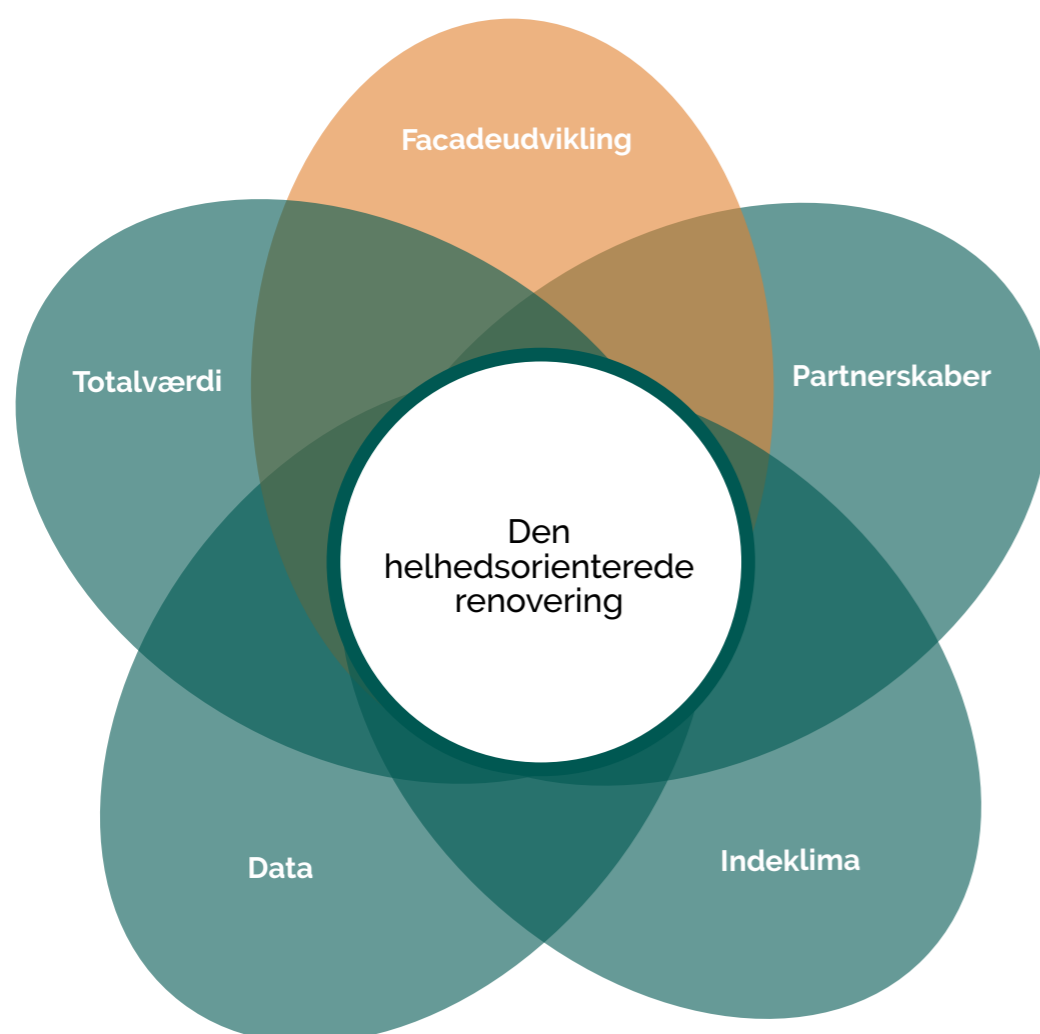 Facadeudvikling
Totalværdi
Partnerskaber
Den
helhedsorienterede
renovering
Data
Indeklima